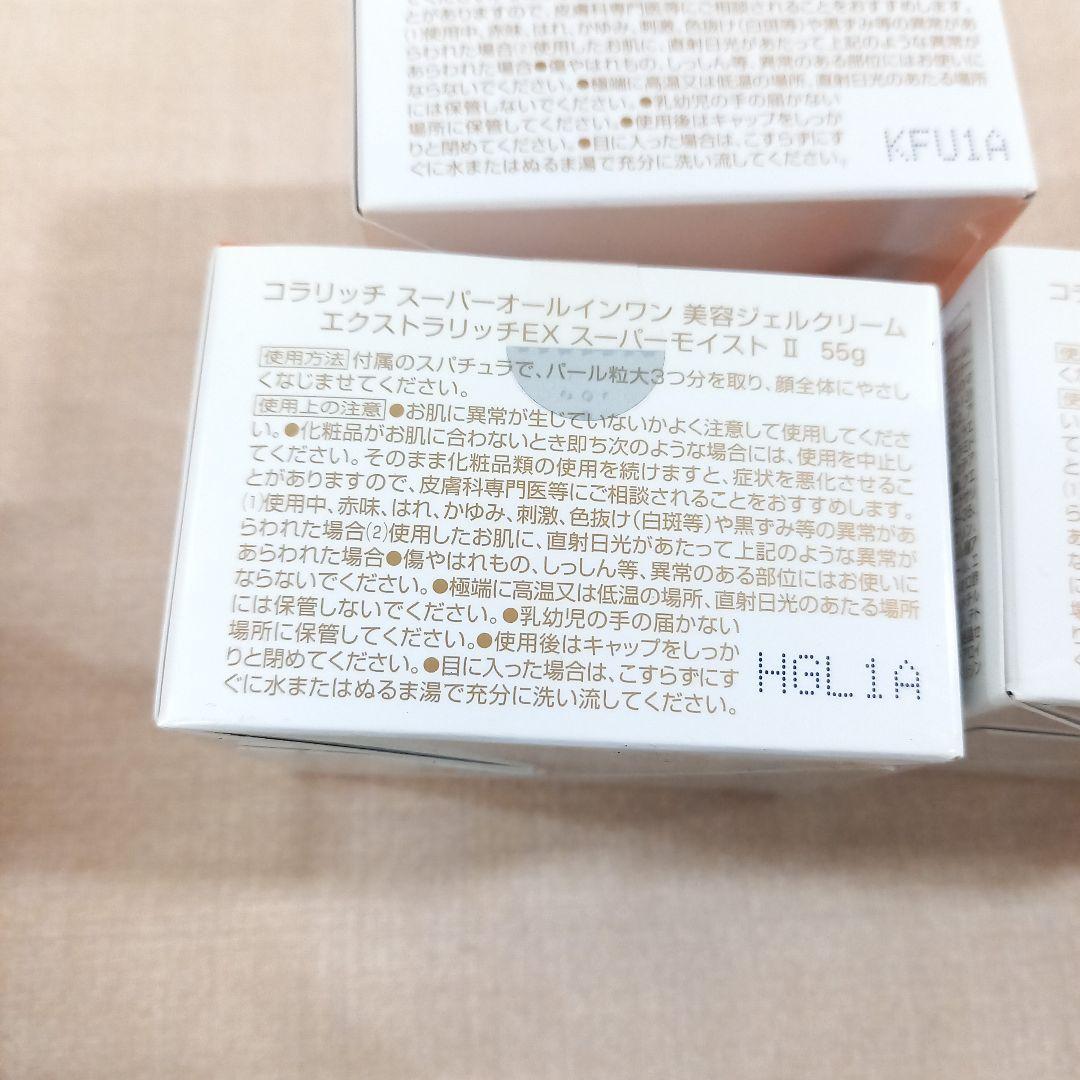 とがありますので、皮膚科専門医等にご相談されることをおすすめします。
⑴使用中、赤味、はれ、かゆみ、刺激、色抜け(白斑等)や黒ずみ等の異常があ
らわれた場合⑵使用したお肌に、直射日光があたって上記のような異常が
あらわれた場合●傷やはれもの、しっしん等、異常のある部位にはお使いに
ならないでください。●極端に高温又は低温の場所、直射日光のあたる場所
には保管しないでください。●乳幼児の手の届かない
場所に保管してください。●使用後はキャップをしっか
りと閉めてください。●目に入った場合は、こすらずにす
ぐに水またはぬるま湯で充分に洗い流してください。
KFU1A
コラリッチ スーパーオールインワン 美容ジェルクリーム
エクストラリッチEX スーパーモイスト Ⅱ 55g
使用方法 付属のスパチュラで、パール粒大3つ分を取り、顔全体にやさし
くなじませてください。
使用上の注意 ●お肌に異常が生じていないかよく注意して使用してくださ
い。●化粧品がお肌に合わないとき即ち次のような場合には、使用を中止し
てください。そのまま化粧品類の使用を続けますと、症状を悪化させるこ
とがありますので、皮膚科専門医等にご相談されることをおすすめします。
⑴使用中、赤味、はれ、かゆみ、刺激、色抜け(白斑等)や黒ずみ等の異常があ
らわれた場合⑵使用したお肌に、直射日光があたって上記のような異常が
あらわれた場合●傷やはれもの、しっしん等、異常のある部位にはお使いに
ならないでください。●極端に高温又は低温の場所、直射日光のあたる場所
には保管しないでください。●乳幼児の手の届かない
場所に保管してください。●使用後はキャップをしっか
りと閉めてください。●目に入った場合は、こすらずにす
ぐに水またはぬるま湯で充分に洗い流してください。
HGL1A